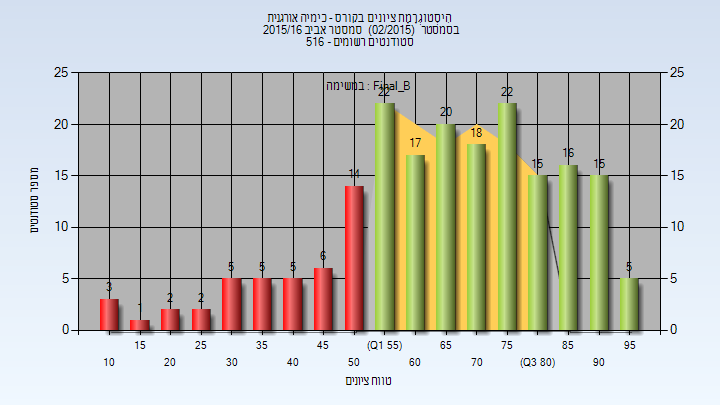 היסטוגרמת ציונים בקורס - כימיה אורגנית
בסמסטר (02/2015) סמסטר אביב 2015/16
סטודנטים רשומים - 516
במשימה : Final_B
25 25
20 20
15 15
10 10
5 5
0 0
מספר סטודנטים
3 1 2 2 5 5 5 6 14 22 17 20 18 22 15 16 15 5
15 25 35 45 (Q1 55) 65 75 85 95
10 20 30 40 50 60 70 (Q3 80) 90
טווח ציונים